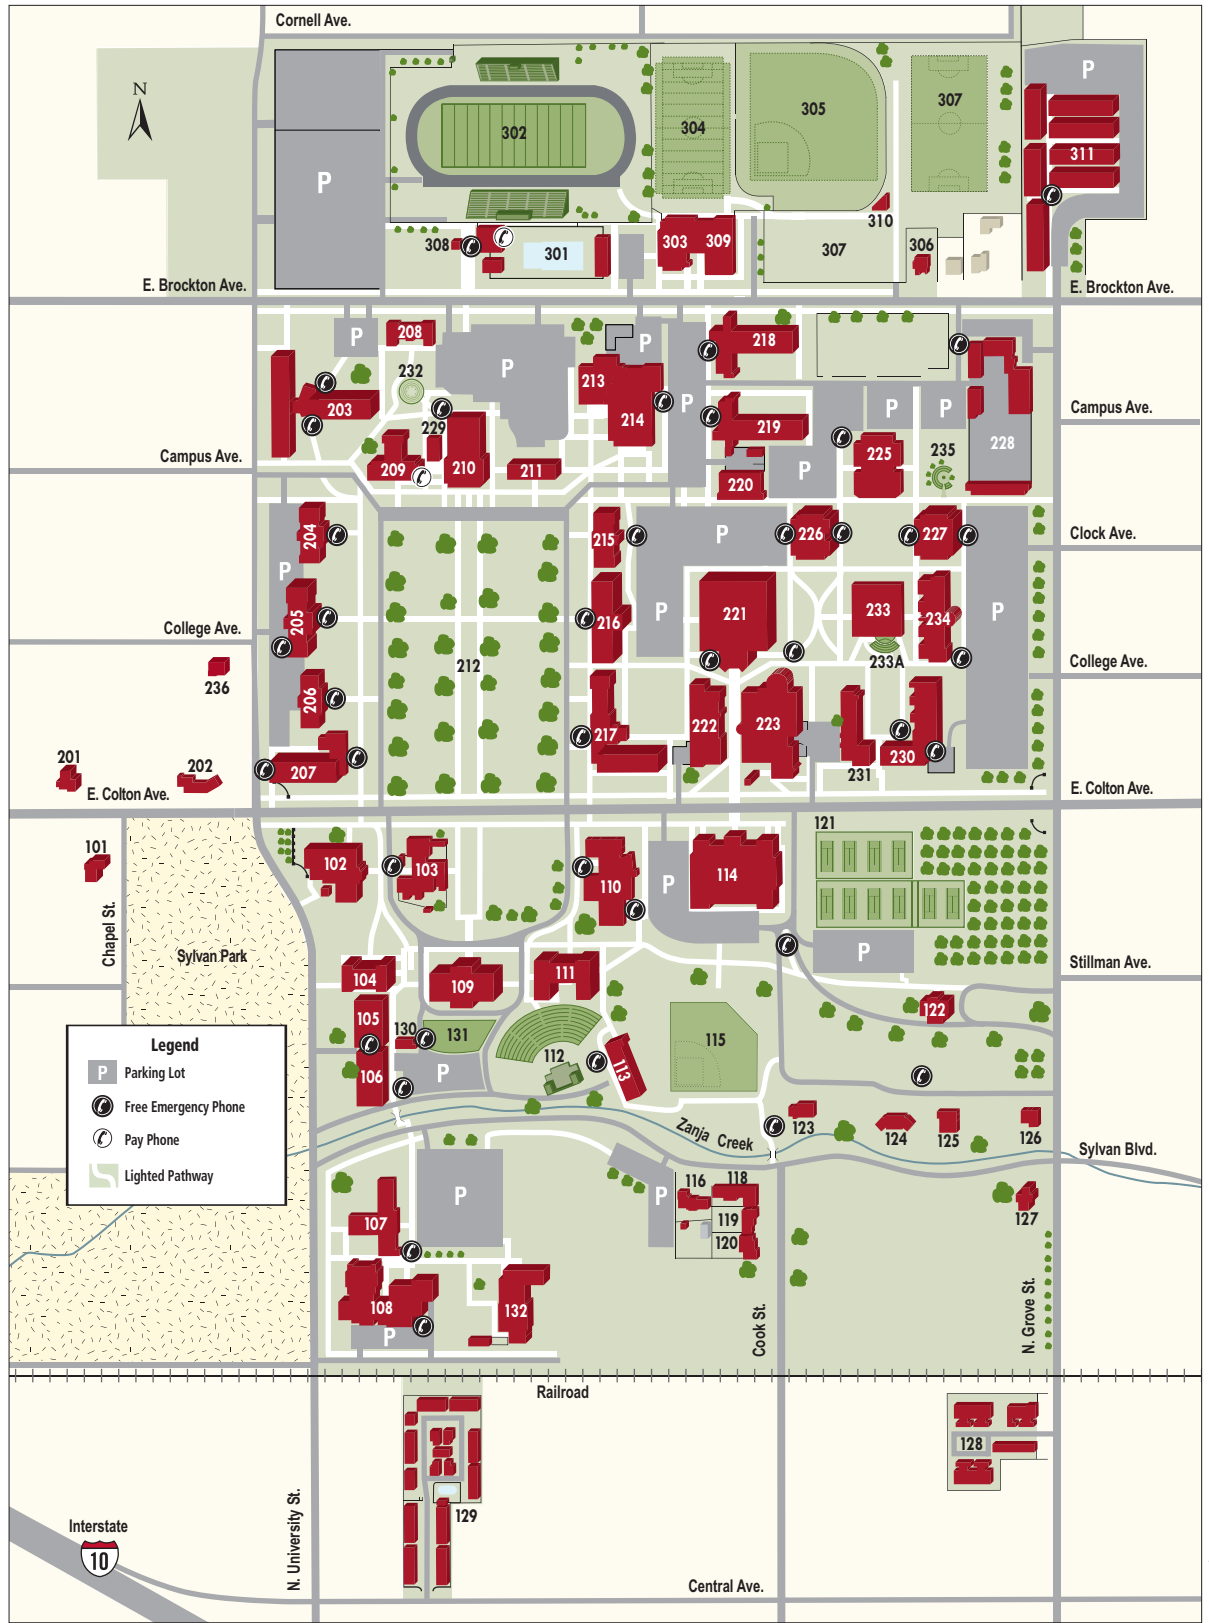 Cornell Ave.
N
P
302
304
305
307
311
P
310
308
301
303
309
307
306
E. Brockton Ave.
E. Brockton Ave.
208
P
P
P
218
232
213
203
214
P
P
P
Campus Ave.
229
219
228
Campus Ave.
209
210
211
225
235
220
P
204
215
P
226
227
Clock Ave.
P
205
216
P
221
233
234
P
College Ave.
212
233A
College Ave.
236
206
217
222
223
201
202
207
231
230
E. Colton Ave.
E. Colton Ave.
121
101
102
103
110
P
114
Chapel St.
Sylvan Park
P
Stillman Ave.
104
109
111
105
130
131
122
115
112
106
P
113
Legend
P Parking Lot
Free Emergency Phone
Pay Phone
Lighted Pathway
Zanja Creek
123
124
125
126
Sylvan Blvd.
P
116
118
P
119
127
107
120
108
132
P
Cook St.
N. Grove St.
Railroad
128
129
N. University St.
Interstate
10
Central Ave.